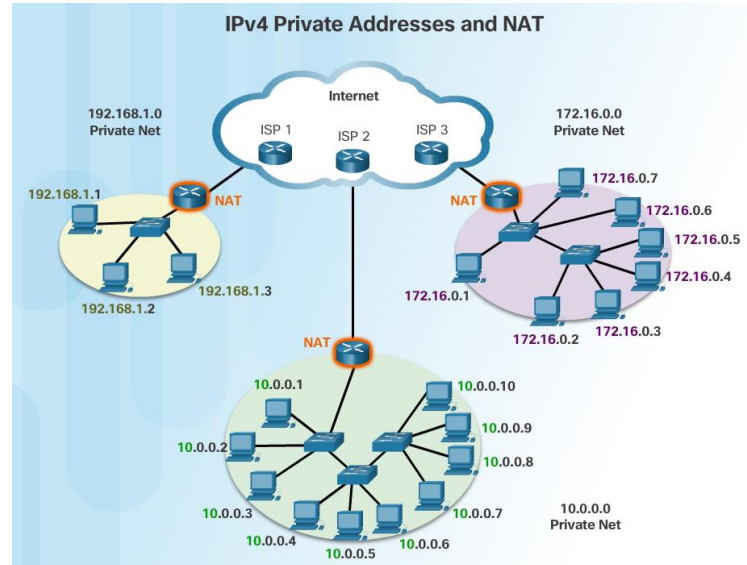 IPv4 Private Addresses and NAT
Internet
192.168.1.0
Private Net
ISP 1
ISP 2
ISP 3
172.16.0.0
Private Net
192.168.1.1
NAT
192.168.1.2
192.168.1.3
NAT
172.16.0.7
172.16.0.6
172.16.0.5
172.16.0.4
172.16.0.1
172.16.0.2
172.16.0.3
NAT
10.0.0.1
10.0.0.10
10.0.0.2
10.0.0.9
10.0.0.8
10.0.0.3
10.0.0.7
10.0.0.4
10.0.0.5
10.0.0.6
10.0.0.0
Private Net